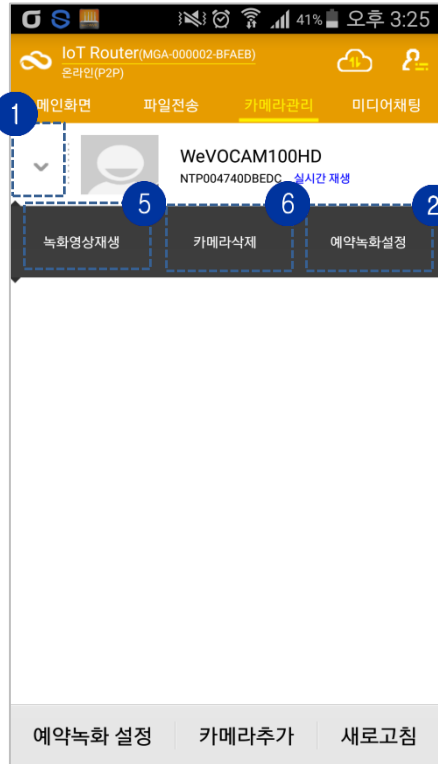 41% 오후 3:25
IoT Router(MGA-000002-BFAEB)
온라인(P2P)
메인화면 파일전송 카메라관리 미디어채팅
1
WeVOCAM100HD
NTP004740DBEDC 실시간 재생
5 6 2
녹화영상재생 카메라삭제 예약녹화설정
예약녹화 설정 카메라추가 새로고침